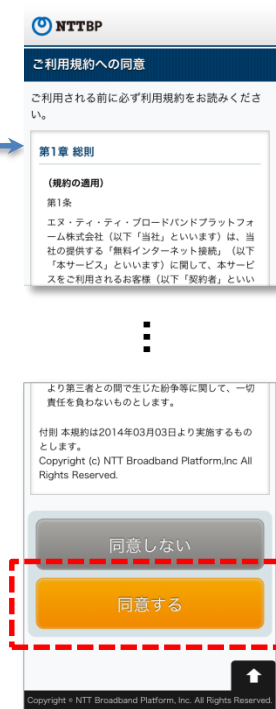 NTTBP
ご利用規約への同意
ご利用される前に必ず利用規約をお読みくださ
い。
第1章 総則
（規約の適用）
第1条
エヌ・ティ・ティ・ブロードバンドプラットフォ
ーム株式会社（以下「当社」といいます）は、当
社の提供する「無料インターネット接続」（以下
「本サービス」といいます）に関して、本サービ
スをご利用されるお客様（以下「契約者」といい
より第三者との間で生じた紛争等に関して、一切
責任を負わないものとします。
付則 本規約は2014年03月03日より実施するもの
とします。
Copyright (c) NTT Broadband Platform,Inc All
Rights Reserved.
同意しない
同意する
Copyright © NTT Broadband Platform, Inc. All Rights Reserved.